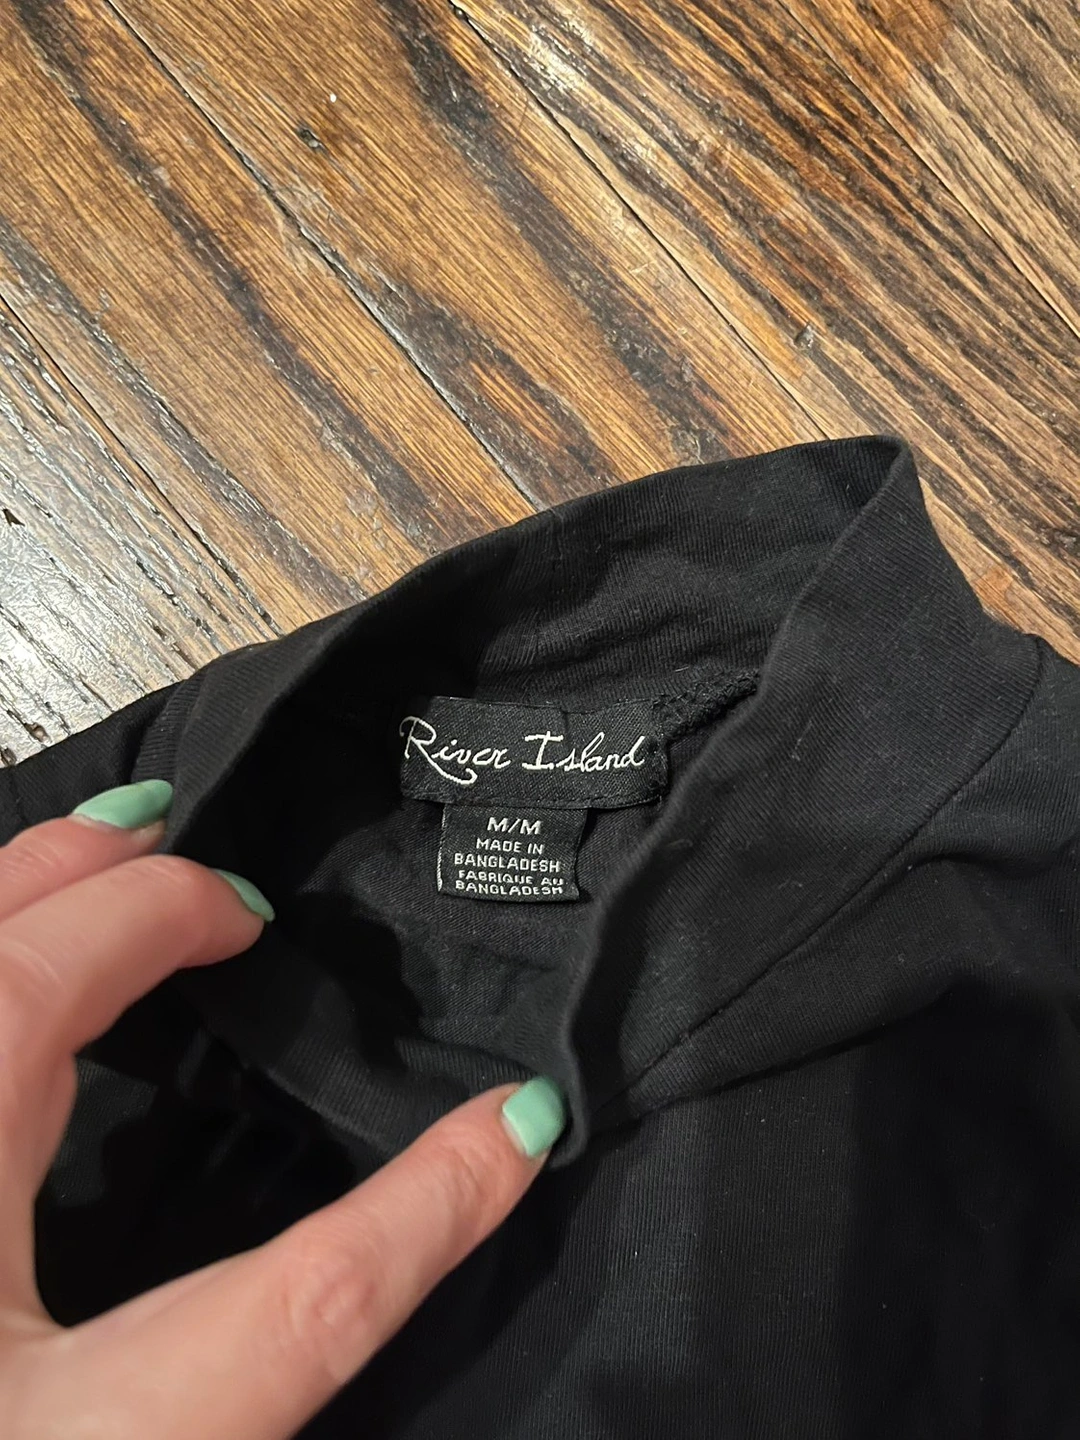 River Island
M/M
MADE IN
BANGLADESH
FABRIQUE AU
BANGLADESH